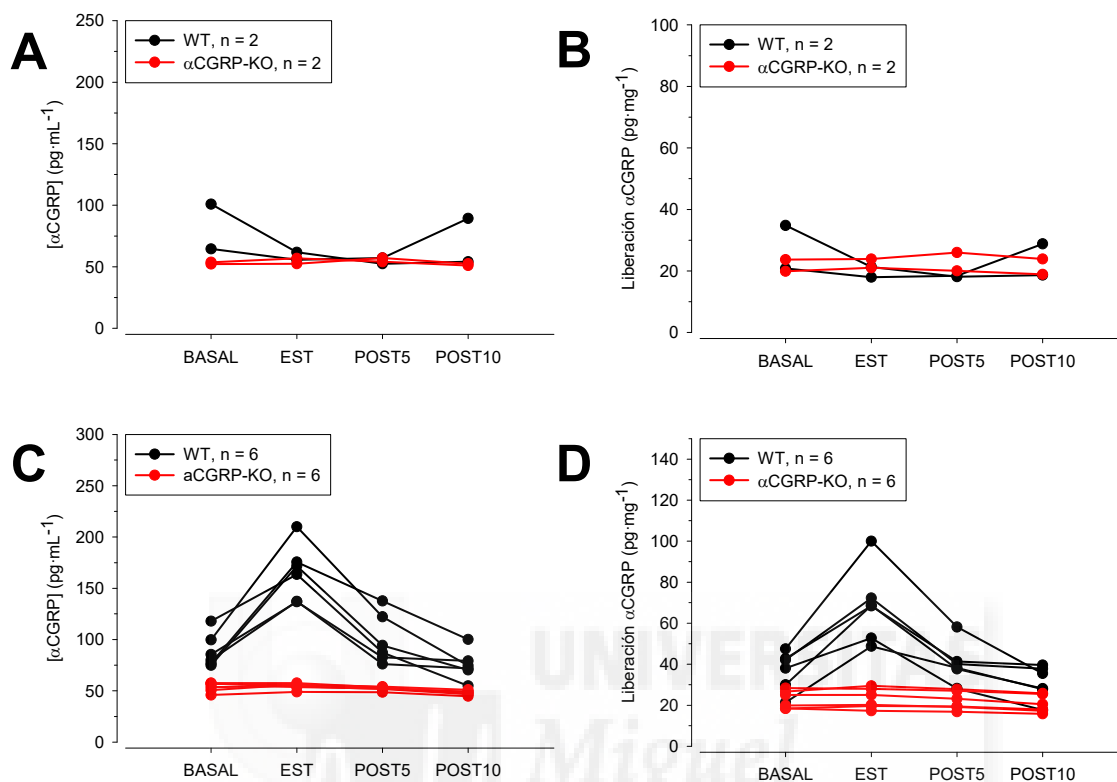 A
[αCGRP] (pg·mL⁻¹)
250
200
150
100
50
0
WT, n = 2
αCGRP-KO, n = 2
BASAL EST POST5 POST10
B
Liberación αCGRP (pg·mg⁻¹)
100
80
60
40
20
0
WT, n = 2
αCGRP-KO, n = 2
BASAL EST POST5 POST10
C
[αCGRP] (pg·mL⁻¹)
300
250
200
150
100
50
0
WT, n = 6
aCGRP-KO, n = 6
BASAL EST POST5 POST10
D
Liberación αCGRP (pg·mg⁻¹)
140
120
100
80
60
40
20
0
WT, n = 6
αCGRP-KO, n = 6
BASAL EST POST5 POST10
UNIVERSITAS
Miguel